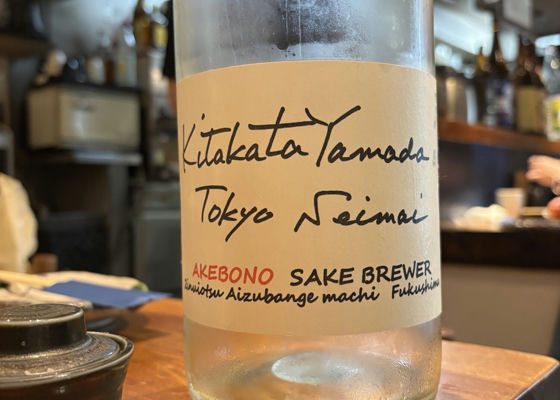 Kitakata Yamada
Tokyo Seimai
AKEBONO SAKE BREWER
Aizubange machi Fukushima